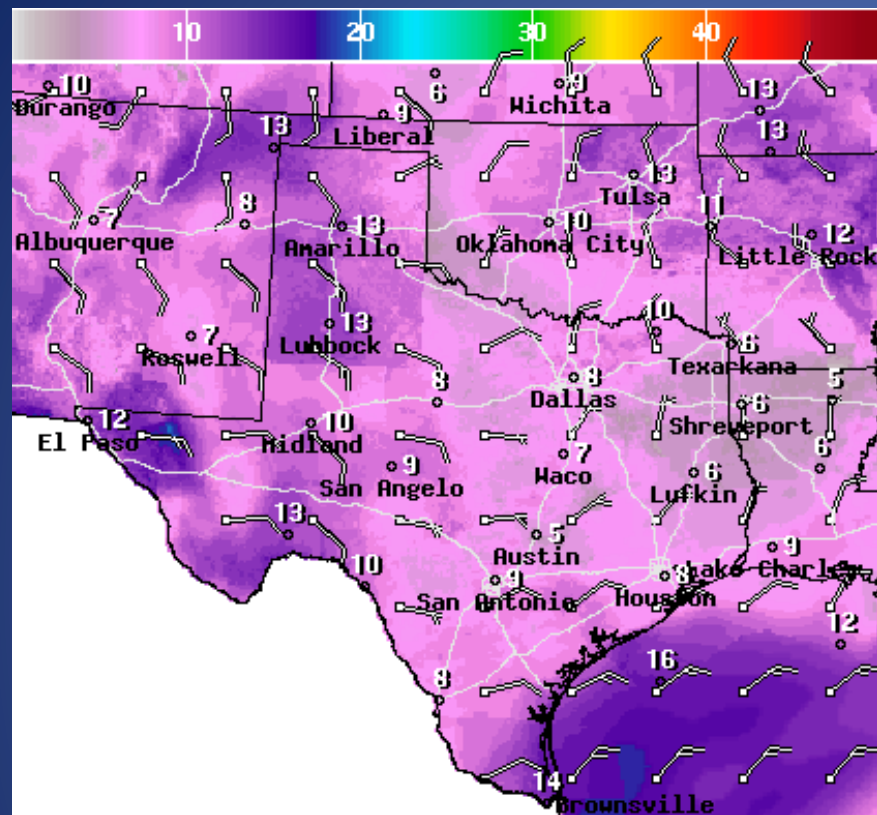 10 20 30 40
10 6 9 13
Durango Wichita
9
Liberal
13 13
13
Tulsa
7 8 13 10 11 12
Albuquerque Amarillo Oklahoma City Little Rock
7 13 10 6
Roswell Lubbock Texarkana
8 8 5
Dallas
12 10 6
El Paso Midland Shreveport
9 7 6 6
San Angelo Waco Lufkin
13 5 9
Austin
10 9 8 Lake Charles
San Antonio Houston
12
8 16
14
Brownsville